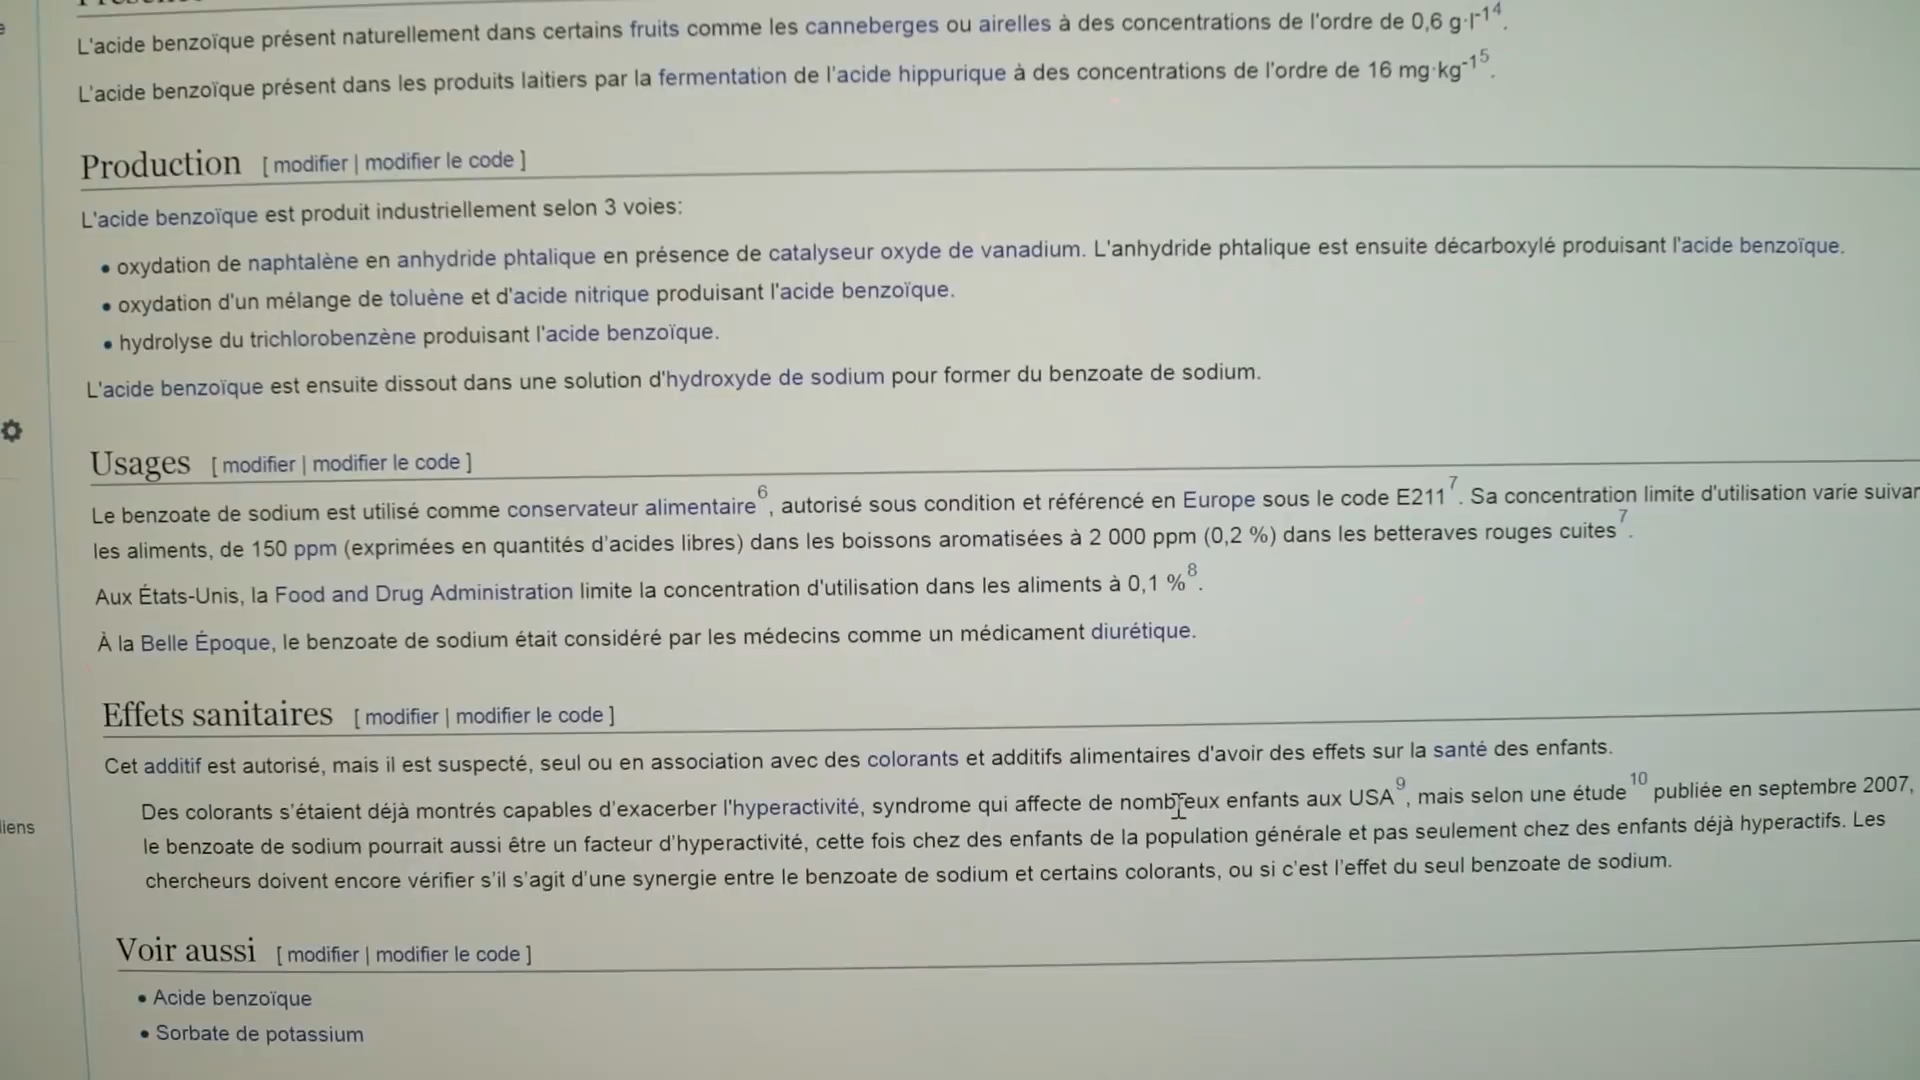 L'acide benzoïque présent naturellement dans certains fruits comme les canneberges ou airelles à des concentrations de l'ordre de 0,6 g·l-1 4.
L'acide benzoïque présent dans les produits laitiers par la fermentation de l'acide hippurique à des concentrations de l'ordre de 16 mg·kg-1 5.
Production [ modifier | modifier le code ]
L'acide benzoïque est produit industriellement selon 3 voies:
• oxydation de naphtalène en anhydride phtalique en présence de catalyseur oxyde de vanadium. L'anhydride phtalique est ensuite décarboxylé produisant l'acide benzoïque.
• oxydation d'un mélange de toluène et d'acide nitrique produisant l'acide benzoïque.
• hydrolyse du trichlorobenzène produisant l'acide benzoïque.
L'acide benzoïque est ensuite dissout dans une solution d'hydroxyde de sodium pour former du benzoate de sodium.
Usages [ modifier | modifier le code ]
Le benzoate de sodium est utilisé comme conservateur alimentaire6, autorisé sous condition et référencé en Europe sous le code E211 7. Sa concentration limite d'utilisation varie
les aliments, de 150 ppm (exprimées en quantités d'acides libres) dans les boissons aromatisées à 2 000 ppm (0,2 %) dans les betteraves rouges cuites 7.
Aux États-Unis, la Food and Drug Administration limite la concentration d'utilisation dans les aliments à 0,1 %8.
À la Belle Époque, le benzoate de sodium était considéré par les médecins comme un médicament diurétique.
Effets sanitaires [ modifier | modifier le code ]
Cet additif est autorisé, mais il est suspecté, seul ou en association avec des colorants et additifs alimentaires d'avoir des effets sur la santé des enfants.
Des colorants s'étaient déjà montrés capables d'exacerber l'hyperactivité, syndrome qui affecte de nombreux enfants aux USA9, mais selon une étude 10 publiée en septembre 2007,
le benzoate de sodium pourrait aussi être un facteur d'hyperactivité, cette fois chez des enfants de la population générale et pas seulement chez des enfants déjà hyperactifs. Les
liens
chercheurs doivent encore vérifier s'il s'agit d'une synergie entre le benzoate de sodium et certains colorants, ou si c'est l'effet du seul benzoate de sodium.
Voir aussi [ modifier | modifier le code ]
• Acide benzoïque
• Sorbate de potassium